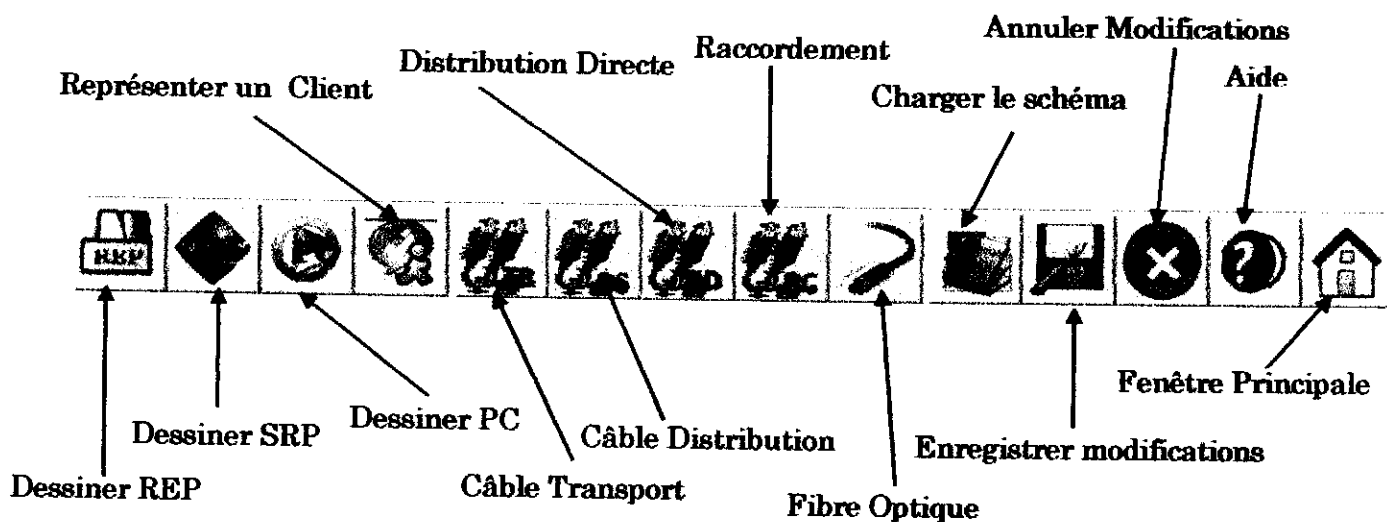 Annuler Modifications
Raccordement
Distribution Directe
Aide
Représenter un Client
Charger le schéma
REP
Fenêtre Principale
Dessiner PC
Dessiner SRP
Câble Distribution
Enregistrer modifications
Dessiner REP
Câble Transport
Fibre Optique